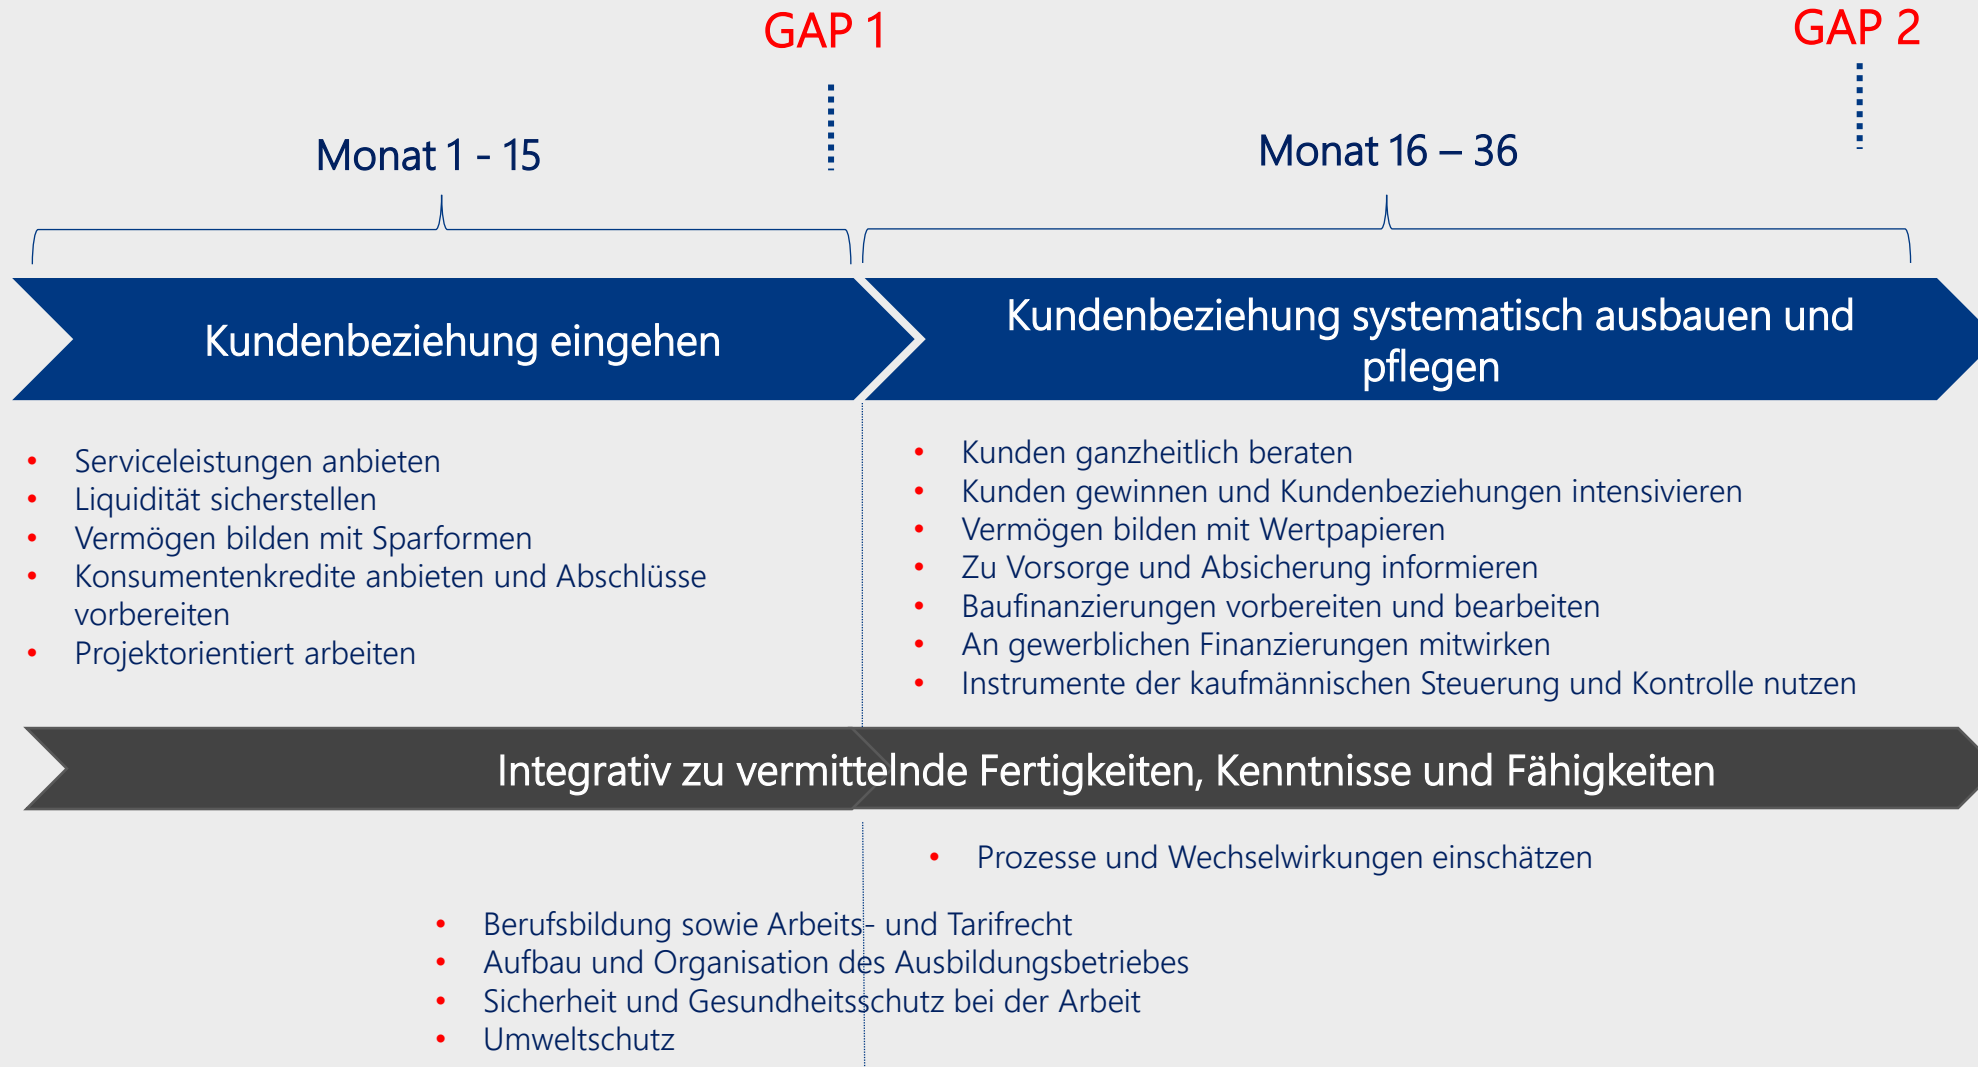 GAP 1
GAP 2
Monat 1 - 15
Monat 16 – 36
Kundenbeziehung eingehen
Kundenbeziehung systematisch ausbauen und
pflegen
• Serviceleistungen anbieten
• Liquidität sicherstellen
• Vermögen bilden mit Sparformen
• Konsumentenkredite anbieten und Abschlüsse
vorbereiten
• Projektorientiert arbeiten
• Kunden ganzheitlich beraten
• Kunden gewinnen und Kundenbeziehungen intensivieren
• Vermögen bilden mit Wertpapieren
• Zu Vorsorge und Absicherung informieren
• Baufinanzierungen vorbereiten und bearbeiten
• An gewerblichen Finanzierungen mitwirken
• Instrumente der kaufmännischen Steuerung und Kontrolle nutzen
Integrativ zu vermittelnde Fertigkeiten, Kenntnisse und Fähigkeiten
• Prozesse und Wechselwirkungen einschätzen
• Berufsbildung sowie Arbeits- und Tarifrecht
• Aufbau und Organisation des Ausbildungsbetriebes
• Sicherheit und Gesundheitsschutz bei der Arbeit
• Umweltschutz